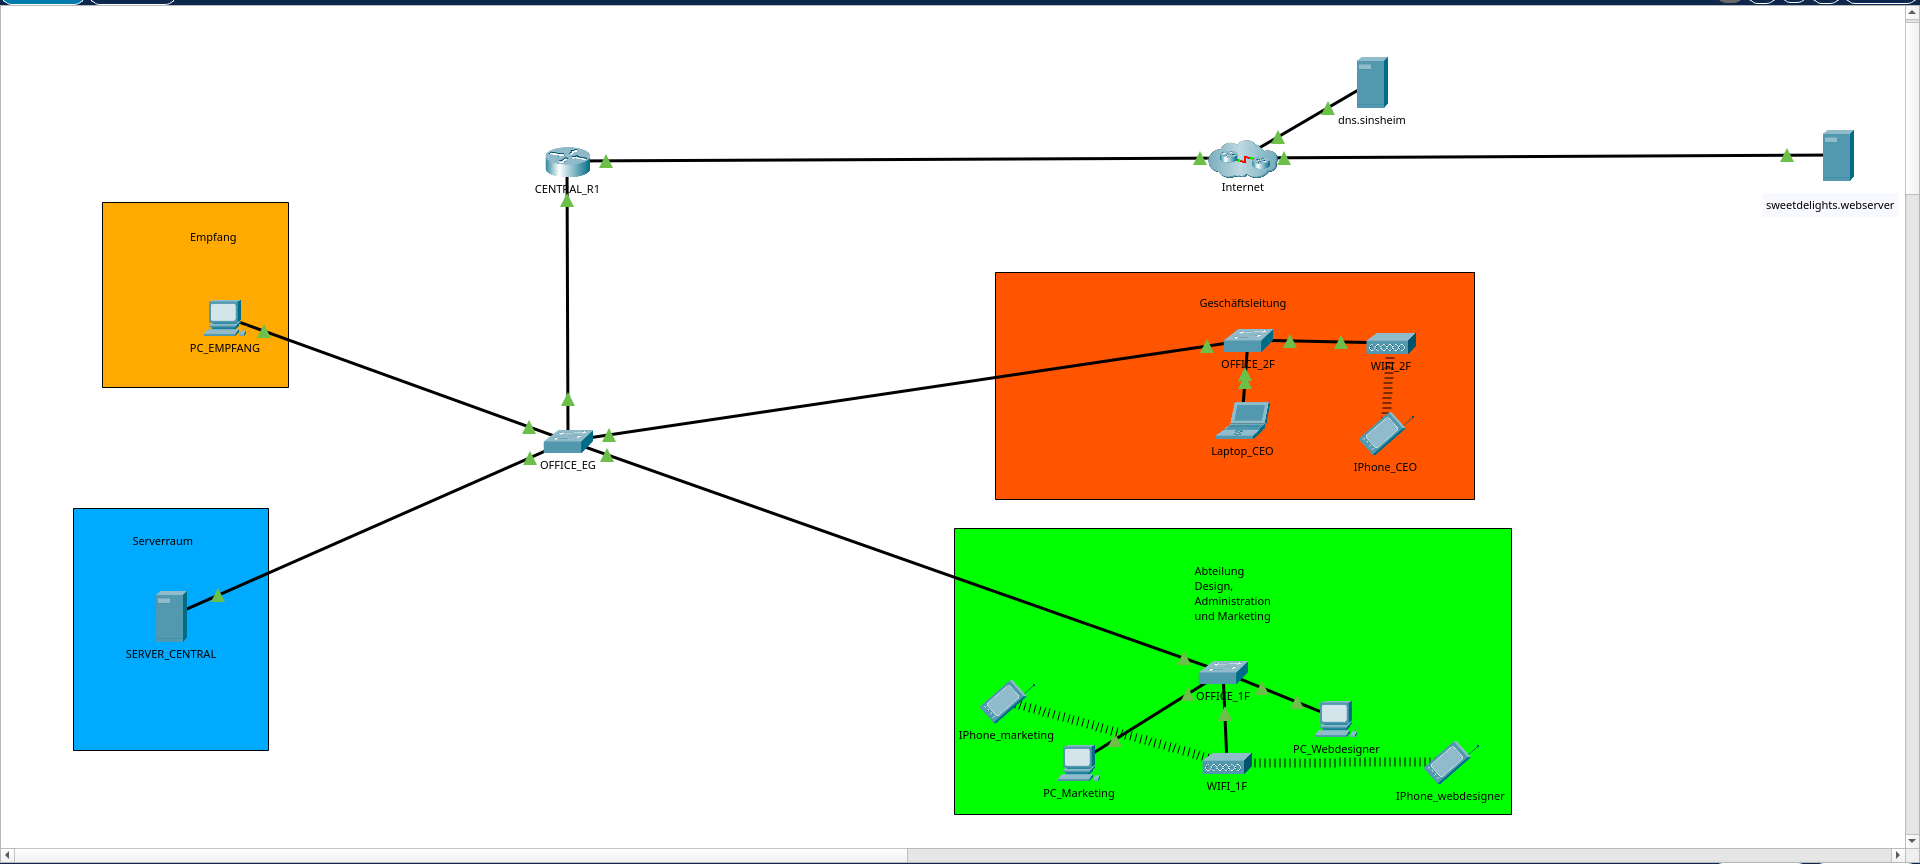 dns.sinsheim
CENTRAL_R1
Internet
sweetdelights.webserver
Empfang
PC_EMPFANG
Geschäftsleitung
OFFICE_2F
WIFI_2F
Laptop_CEO
IPhone_CEO
OFFICE_EG
Serverraum
SERVER_CENTRAL
Abteilung
Design,
Administration
und Marketing
OFFICE_1F
IPhone_marketing
PC_Webdesigner
PC_Marketing
WIFI_1F
IPhone_webdesigner